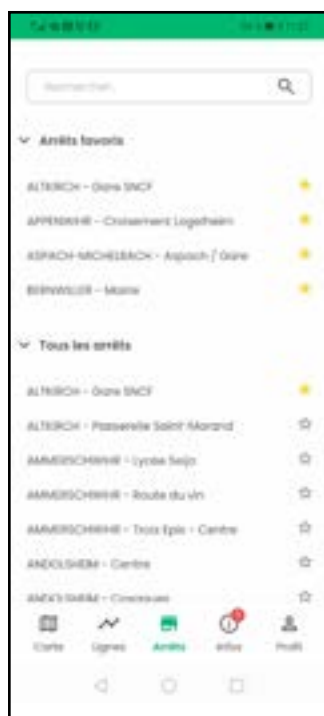 Rechercher...
Arrêts favoris
ALTKIRCH - Gare SNCF
APPENWIHR - Croisement Logelheim
ASPACH-MICHELBACH - Aspach / Gare
BERNWILLER - Mairie
Tous les arrêts
ALTKIRCH - Gare SNCF
ALTKIRCH - Passerelle Saint Morand
AMMERSCHWIHR - Lycée Seijo
AMMERSCHWIHR - Route du vin
AMMERSCHWIHR - Trois Epis - Centre
ANDOLSHEIM - Centre
ANDOLSHEIM
Carte
Lignes
Arrêts
Infos
Profil